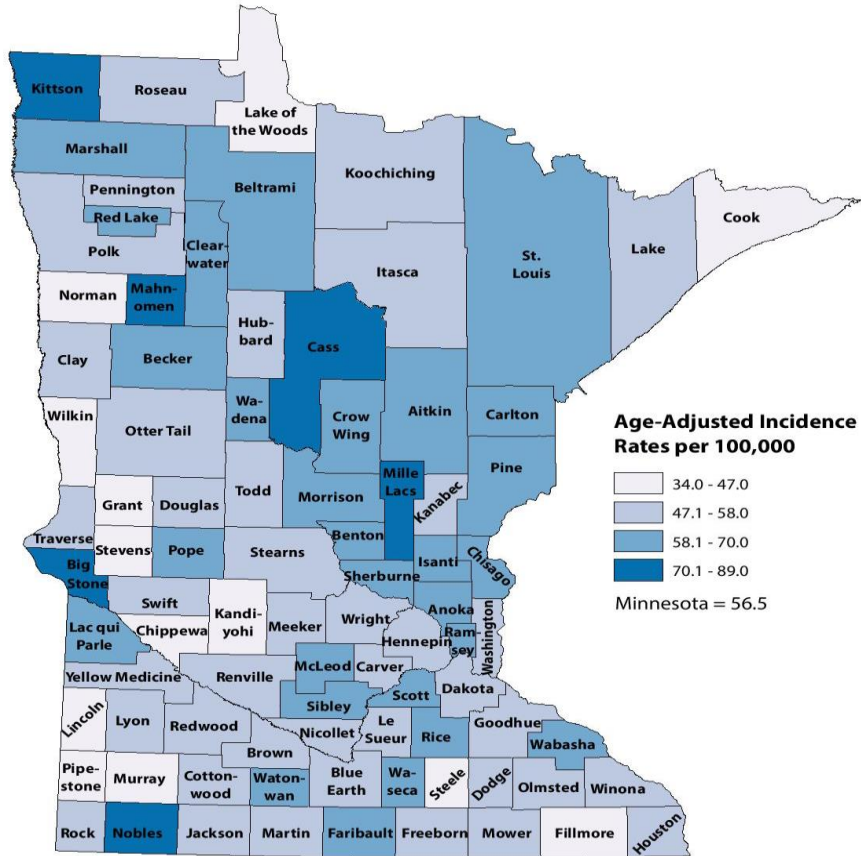 Kittson
Roseau
Lake of
the Woods
Marshall
Koochiching
Pennington
Beltrami
Red Lake
Cook
Clear-
water
St.
Louis
Lake
Polk
Itasca
Norman
Mahn-
omen
Hub-
bard
Cass
Clay
Becker
Wa-
dena
Crow
Wing
Aitkin
Carlton
Wilkin
Otter Tail
Age-Adjusted Incidence
Rates per 100,000
34.0 - 47.0
47.1 - 58.0
58.1 - 70.0
70.1 - 89.0
Minnesota = 56.5
Pine
Mille
Lacs
Kanabec
Todd
Morrison
Grant
Douglas
Traverse
Stevens
Pope
Stearns
Benton
Isanti
Chisago
Big
Stone
Sherburne
Swift
Kandi-
yohi
Anoka
Wright
Meeker
Lac qui
Parle
Chippewa
Hennepin
Ram-
sey
Washington
Yellow Medicine
Renville
McLeod
Carver
Dakota
Scott
Sibley
Lincoln
Lyon
Redwood
Nicollet
Le
Sueur
Rice
Goodhue
Wabasha
Brown
Pipe-
stone
Murray
Cotton-
wood
Waton-
wan
Blue
Earth
Wa-
seca
Steele
Dodge
Olmsted
Winona
Rock
Nobles
Jackson
Martin
Faribault
Freeborn
Mower
Fillmore
Houston